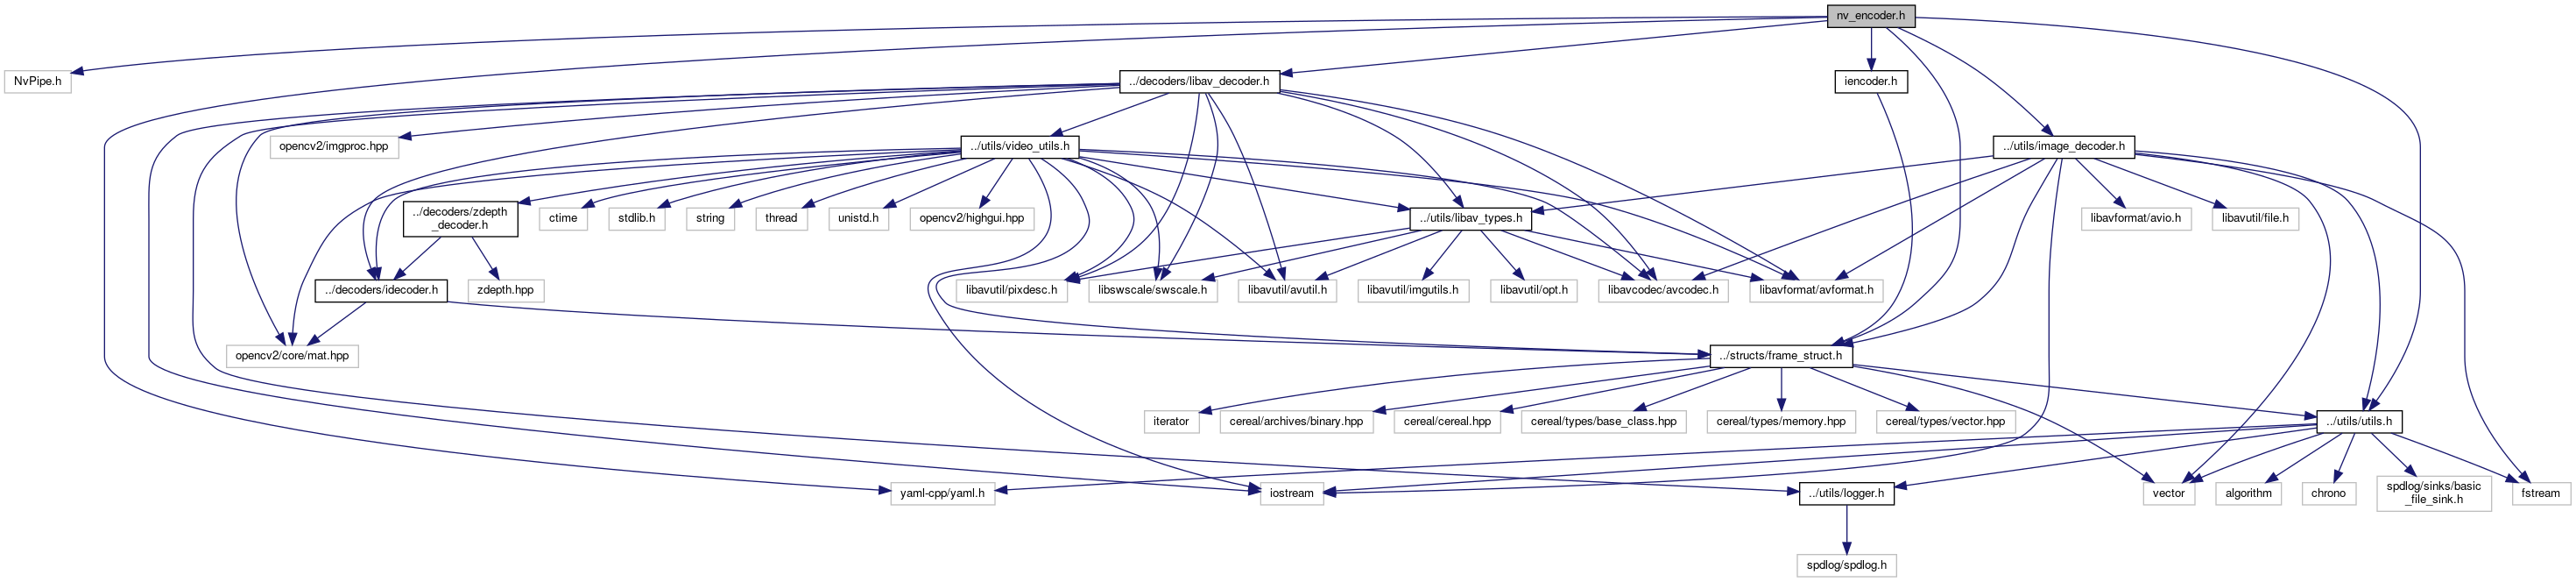 nv_encoder.h
NvPipe.h
../decoders/libav_decoder.h
iencoder.h
opencv2/imgproc.hpp
../utils/video_utils.h
../utils/image_decoder.h
../decoders/zdepth
_decoder.h
ctime
stdlib.h
string
thread
unistd.h
opencv2/highgui.hpp
../utils/libav_types.h
libavformat/avio.h
libavutil/file.h
../decoders/idecoder.h
zdepth.hpp
libavutil/pixdesc.h
libswscale/swscale.h
libavutil/avutil.h
libavutil/imgutils.h
libavutil/opt.h
libavcodec/avcodec.h
libavformat/avformat.h
opencv2/core/mat.hpp
../structs/frame_struct.h
iterator
cereal/archives/binary.hpp
cereal/cereal.hpp
cereal/types/base_class.hpp
cereal/types/memory.hpp
cereal/types/vector.hpp
../utils/utils.h
yaml-cpp/yaml.h
iostream
../utils/logger.h
vector
algorithm
chrono
spdlog/sinks/basic
_file_sink.h
fstream
spdlog/spdlog.h